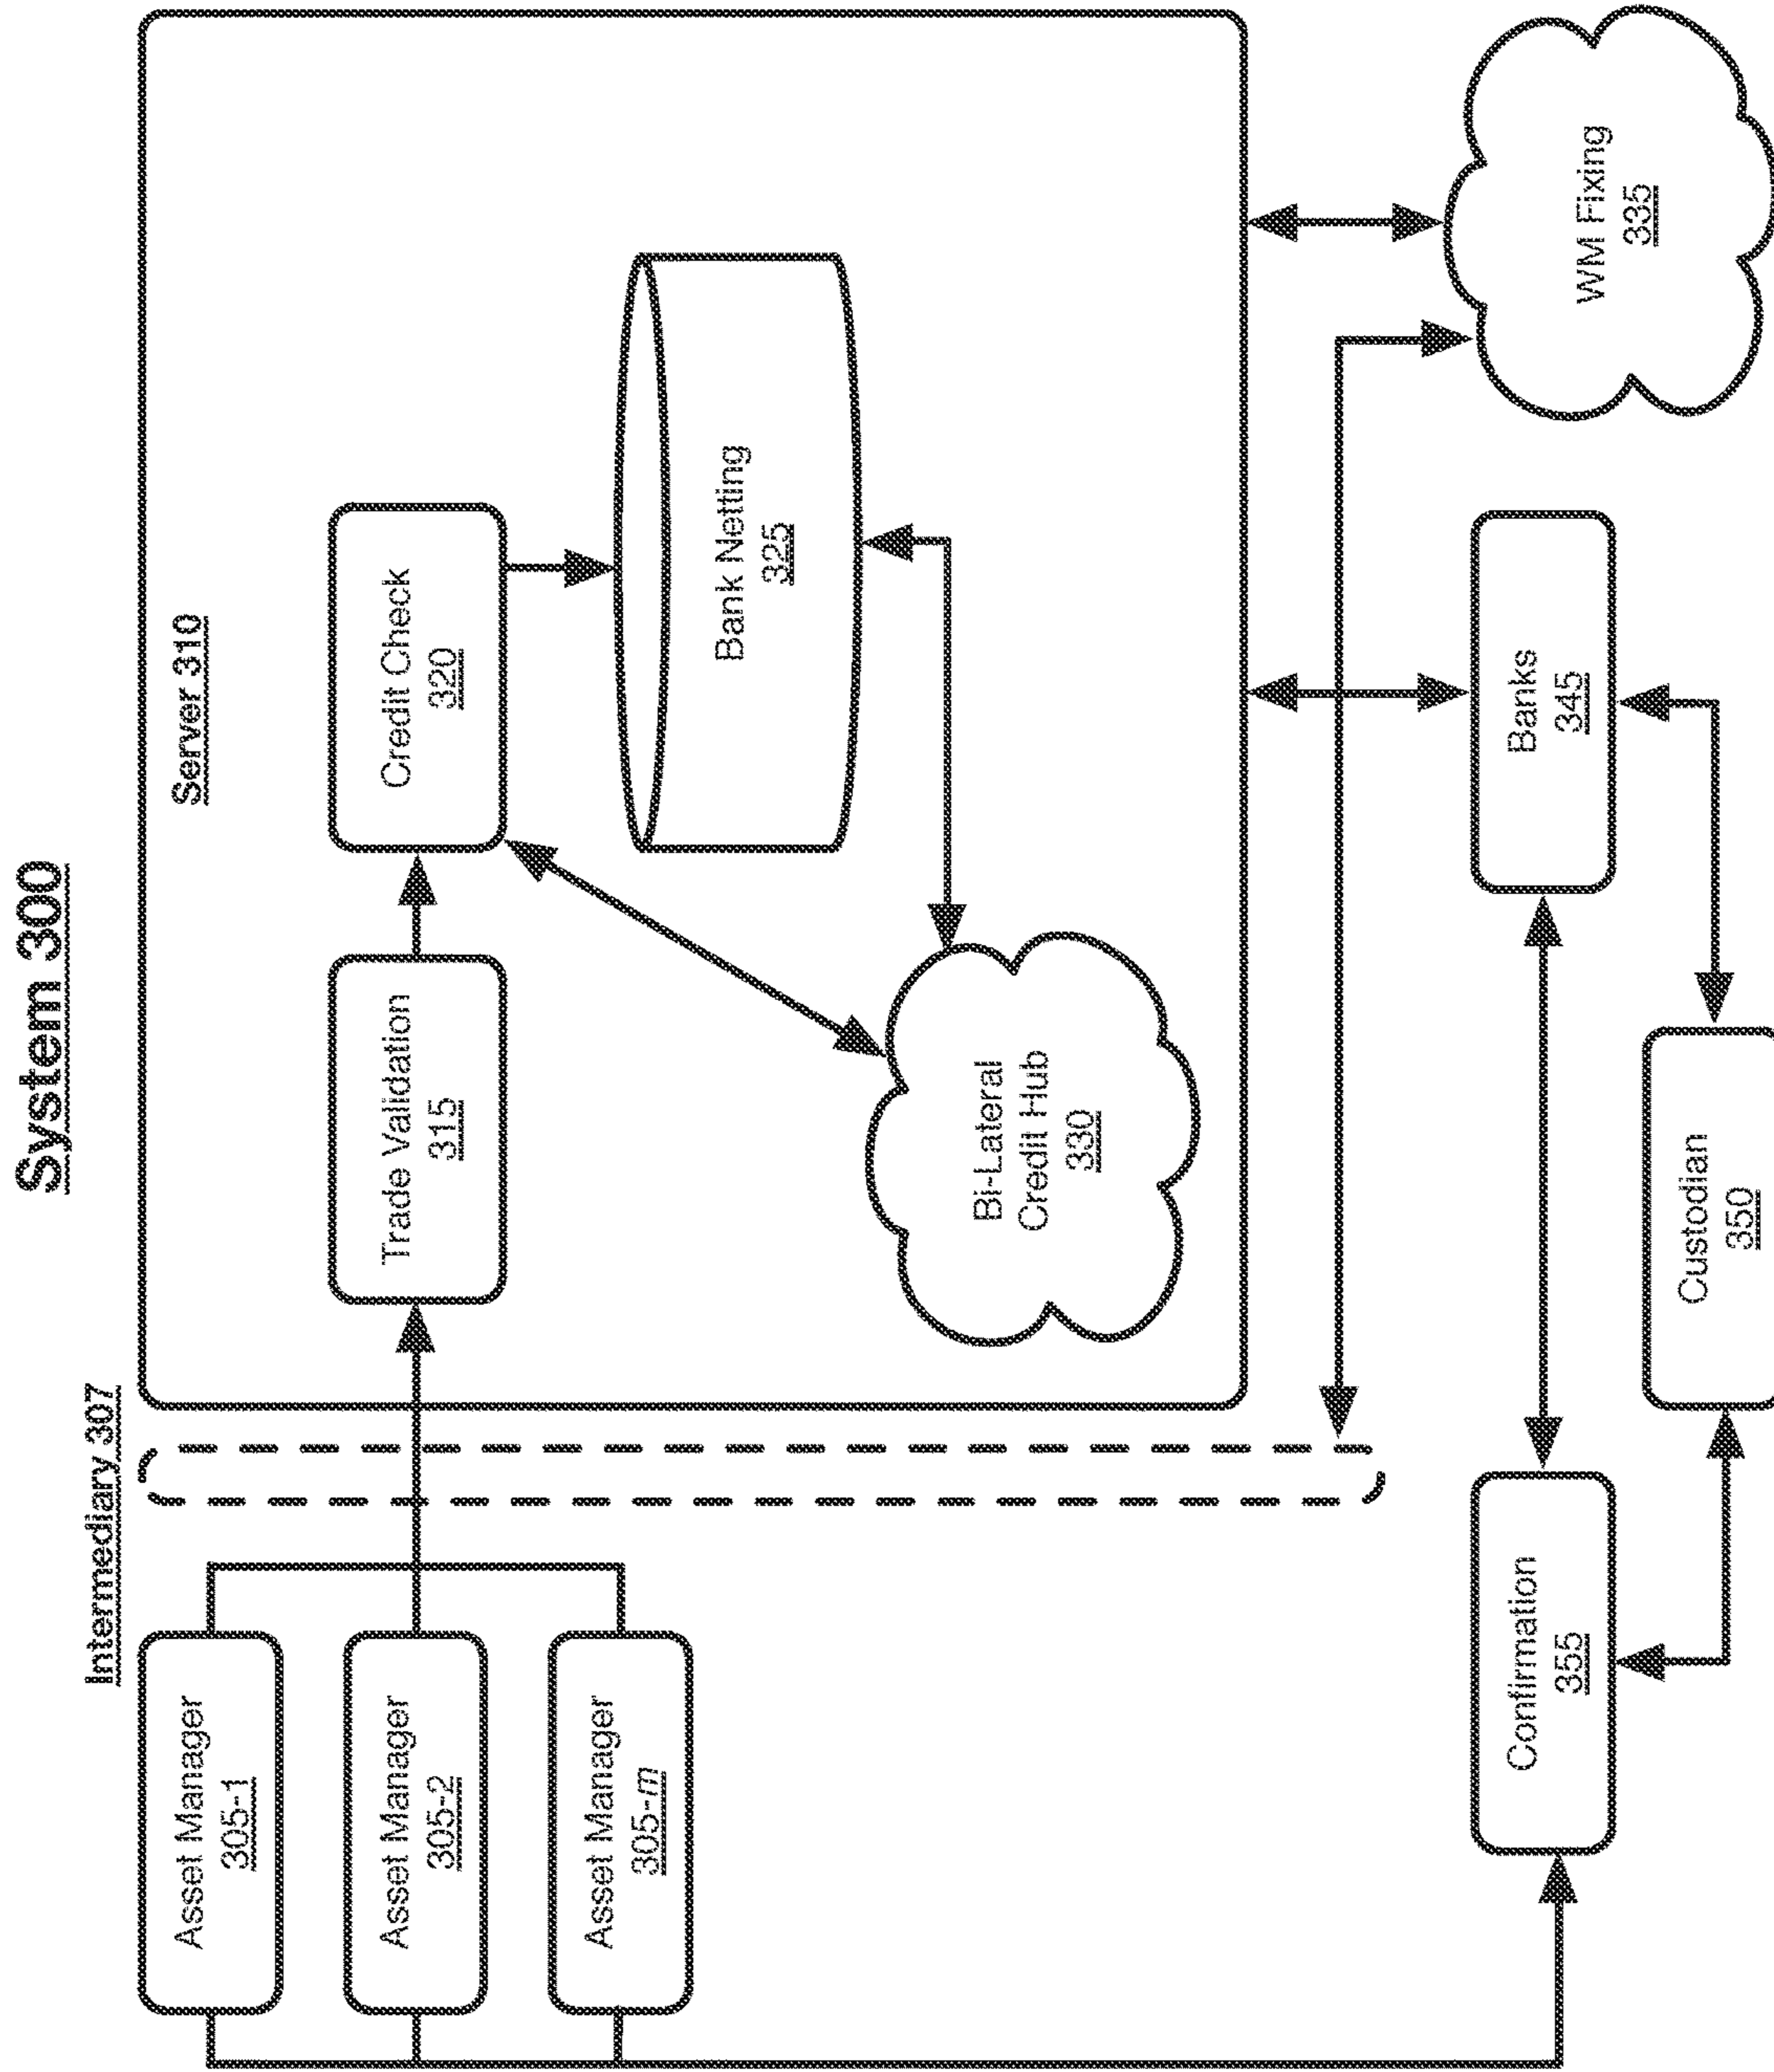 System 300
Intermediary 307
Server 310
Asset Manager
305-1
Asset Manager
305-2
Asset Manager
305-m
Trade Validation
315
Credit Check
320
Bank Netting
325
Bi-Lateral
Credit Hub
330
Confirmation
355
Banks
345
WM Fixing
335
Custodian
350